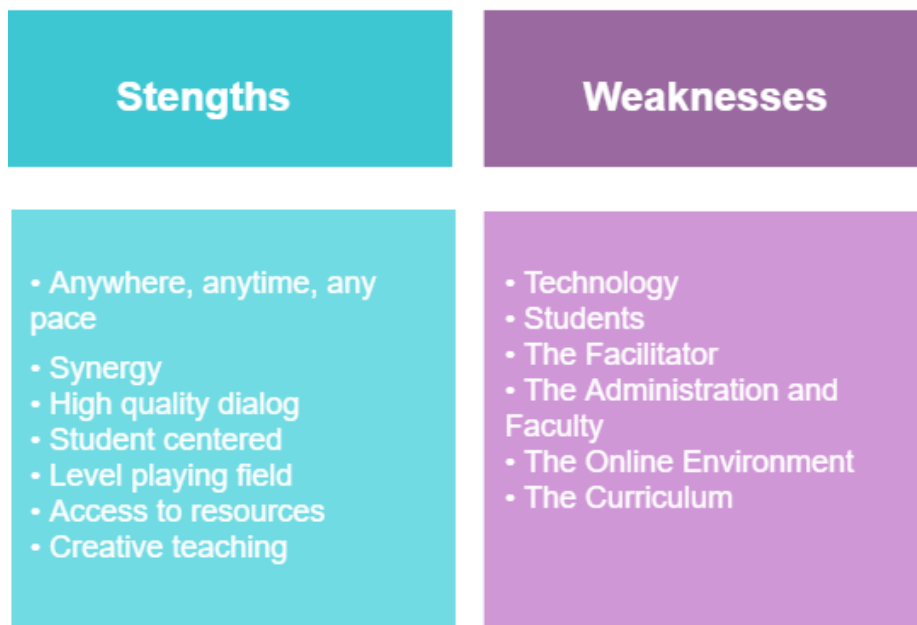 Stengths
Weaknesses
• Anywhere, anytime, any
pace
• Synergy
• High quality dialog
• Student centered
• Level playing field
• Access to resources
• Creative teaching
• Technology
• Students
• The Facilitator
• The Administration and
Faculty
• The Online Environment
• The Curriculum